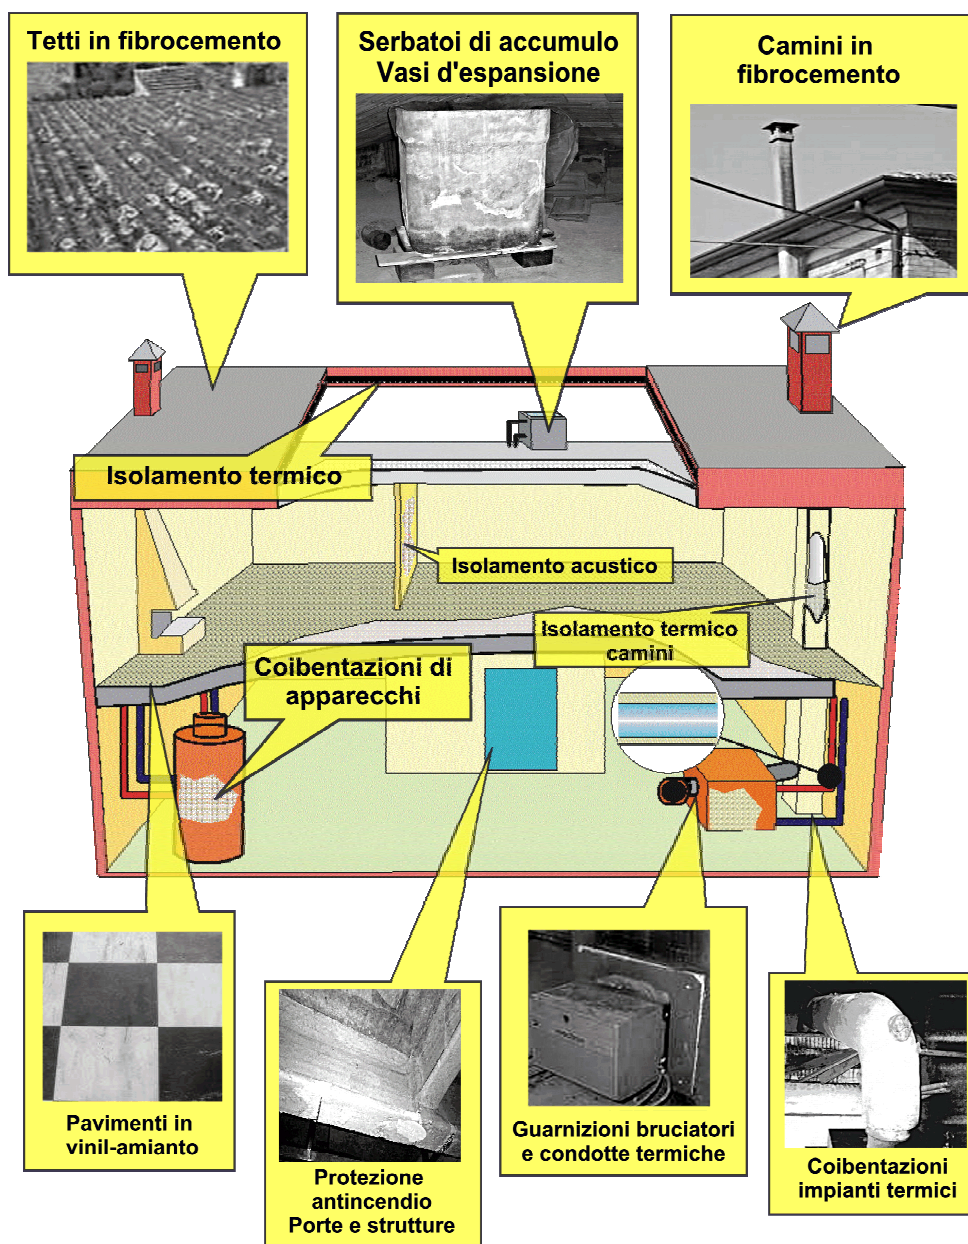 Tetti in fibrocemento
Serbatoi di accumulo
Vasi d'espansione
Camini in
fibrocemento
Isolamento termico
Isolamento acustico
Isolamento termico
camini
Coibentazioni di
apparecchi
Pavimenti in
vinil-amianto
Protezione
antincendio
Porte e strutture
Guarnizioni bruciatori
e condotte termiche
Coibentazioni
impianti termici